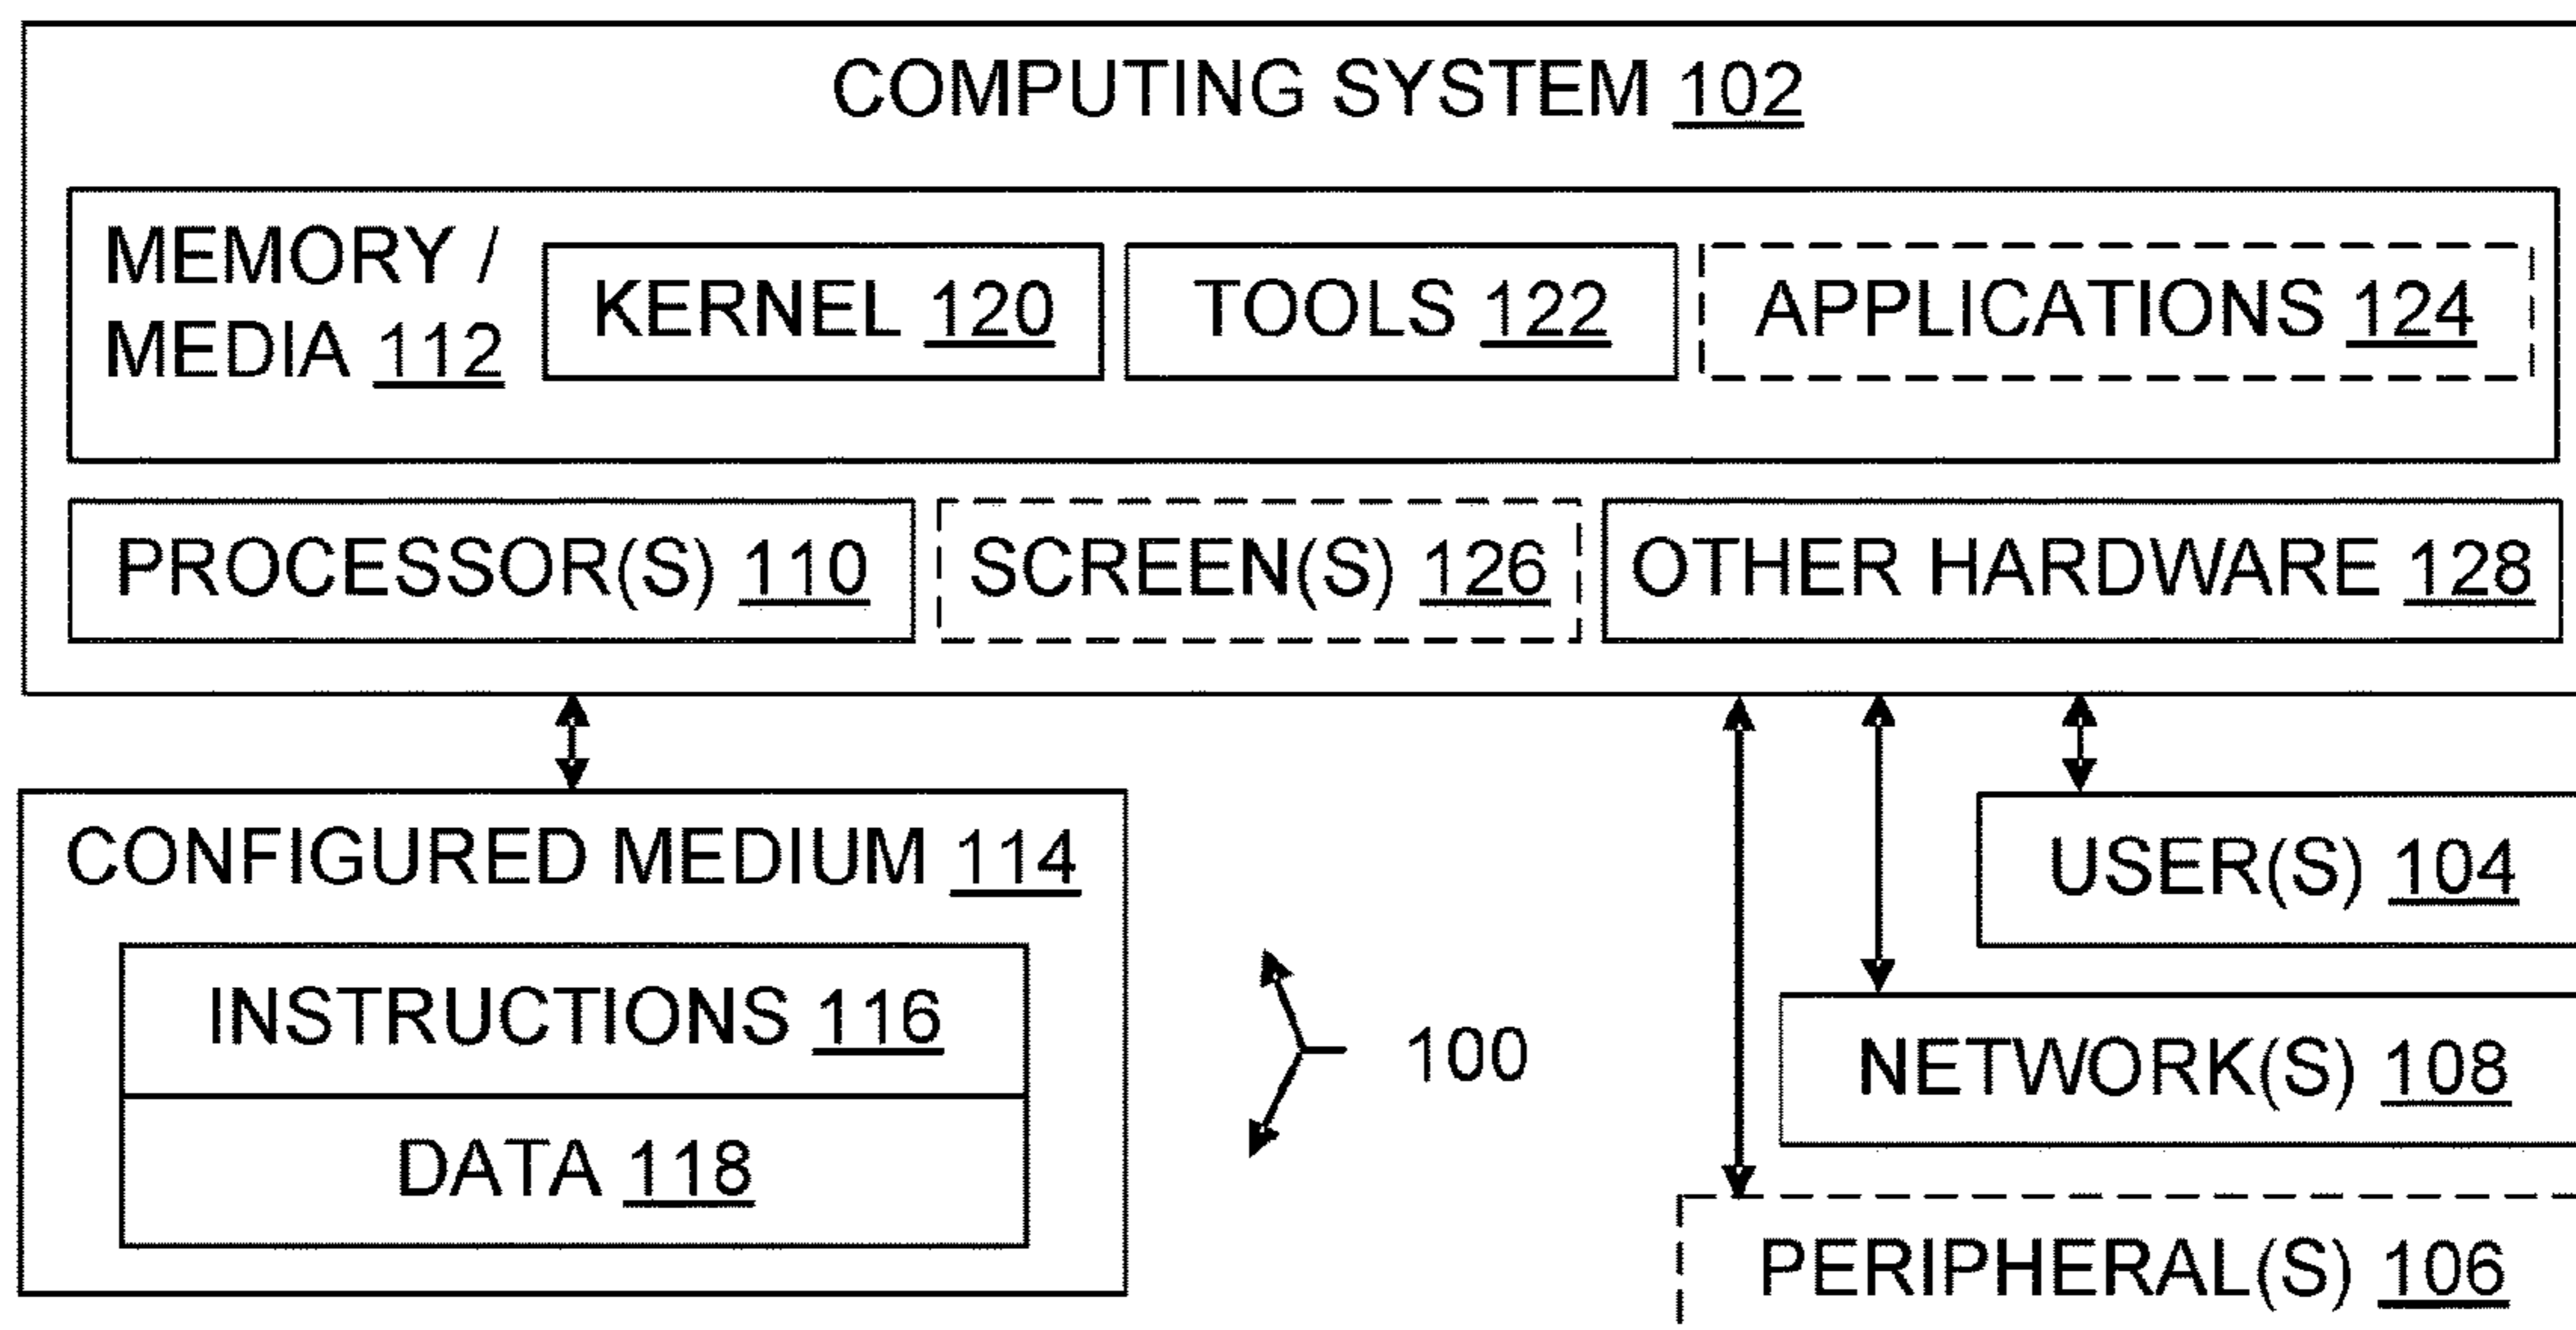 COMPUTING SYSTEM 102
MEMORY /
MEDIA 112
KERNEL 120
TOOLS 122
APPLICATIONS 124
PROCESSOR(S) 110
SCREEN(S) 126
OTHER HARDWARE 128
CONFIGURED MEDIUM 114
INSTRUCTIONS 116
DATA 118
100
USER(S) 104
NETWORK(S) 108
PERIPHERAL(S) 106